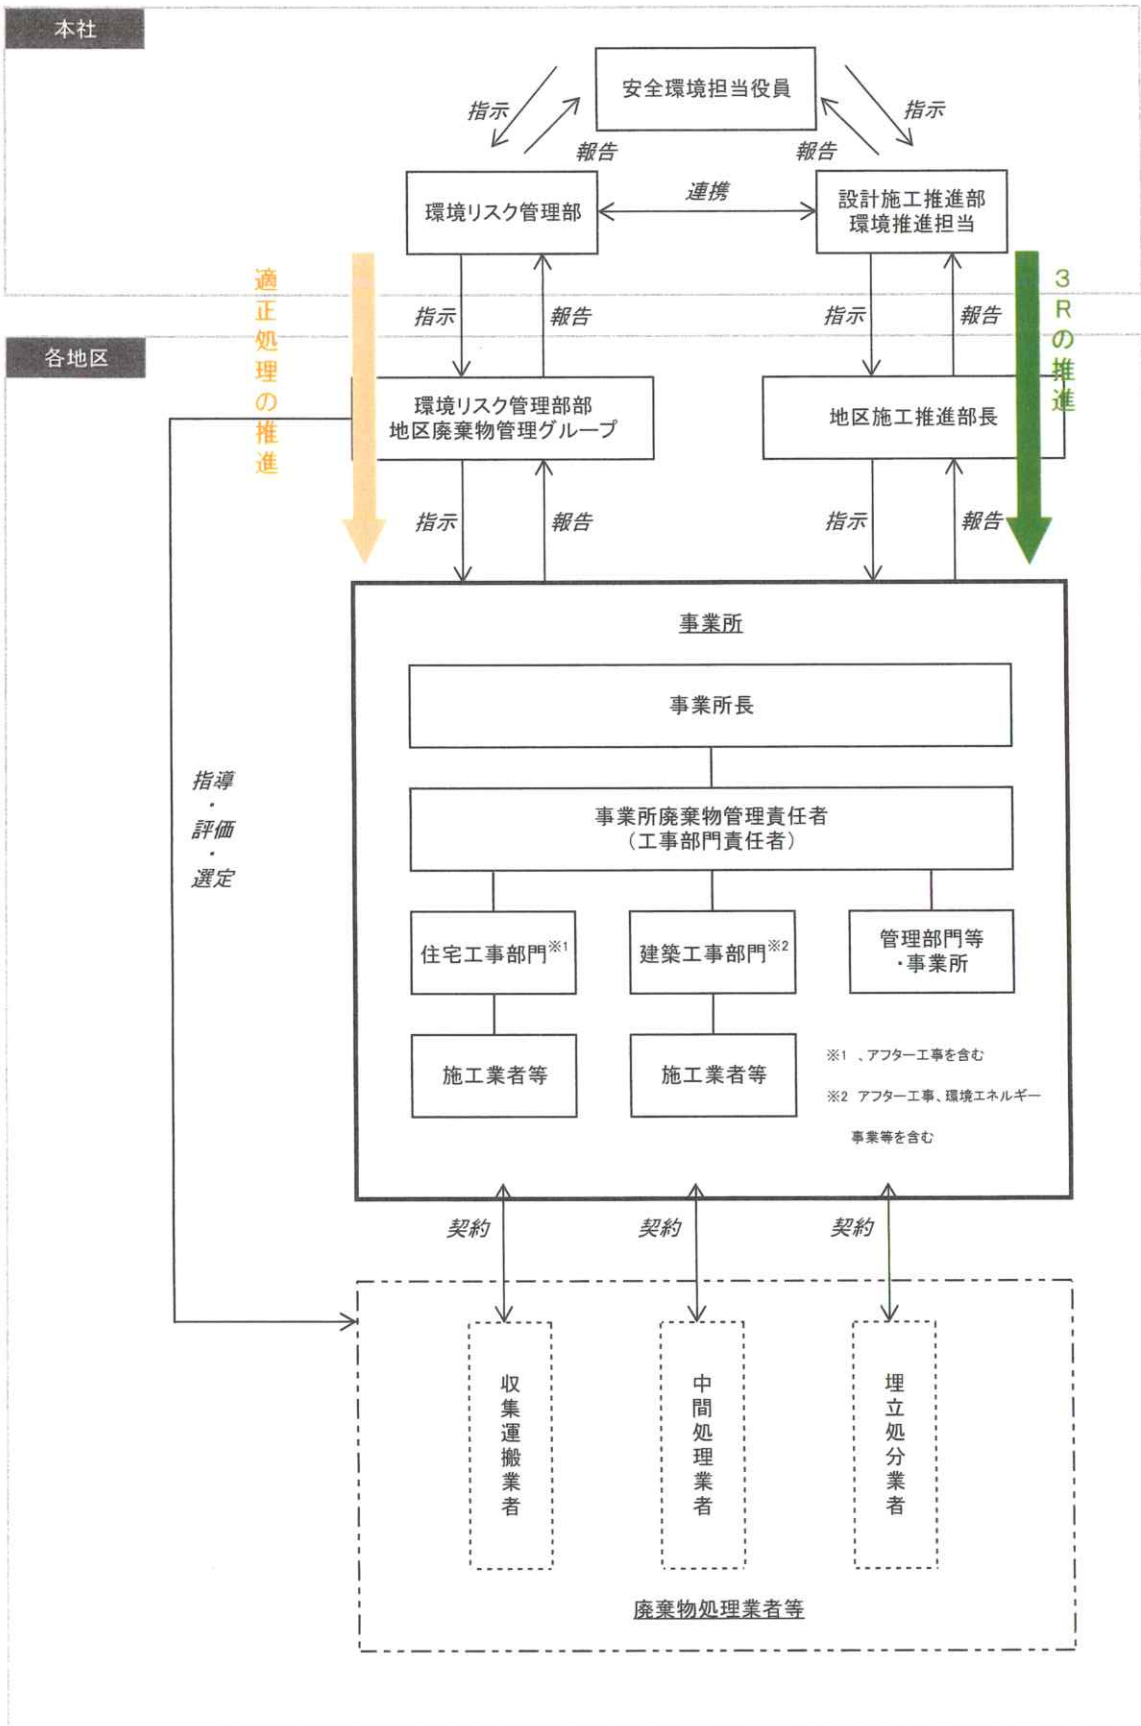 本社
安全環境担当役員
指示
報告
報告
指示
環境リスク管理部
連携
設計施工推進部
環境推進担当
適正処理の推進
指示
報告
指示
報告
3Rの推進
各地区
環境リスク管理部部
地区廃棄物管理グループ
地区施工推進部長
指示
報告
指示
報告
事業所
事業所長
指導
・
評価
・
選定
事業所廃棄物管理責任者
（工事部門責任者）
住宅工事部門※1
建築工事部門※2
管理部門等
・事業所
施工業者等
施工業者等
※1 、アフター工事を含む
※2 アフター工事、環境エネルギー
事業等を含む
契約
契約
契約
収集運搬業者
中間処理業者
埋立処分業者
廃棄物処理業者等